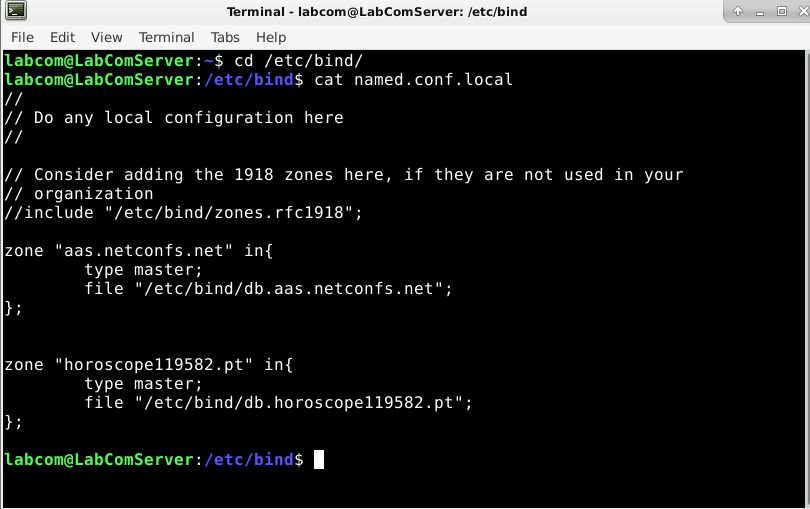 Terminal - labcom@LabComServer: /etc/bind
File Edit View Terminal Tabs Help
labcom@LabComServer:~$ cd /etc/bind/
labcom@LabComServer:/etc/bind$ cat named.conf.local
//
// Do any local configuration here
//
// Consider adding the 1918 zones here, if they are not used in your
// organization
//include "/etc/bind/zones.rfc1918";
zone "aas.netconfs.net" in{
        type master;
        file "/etc/bind/db.aas.netconfs.net";
};
zone "horoscope119582.pt" in{
        type master;
        file "/etc/bind/db.horoscope119582.pt";
};
labcom@LabComServer:/etc/bind$